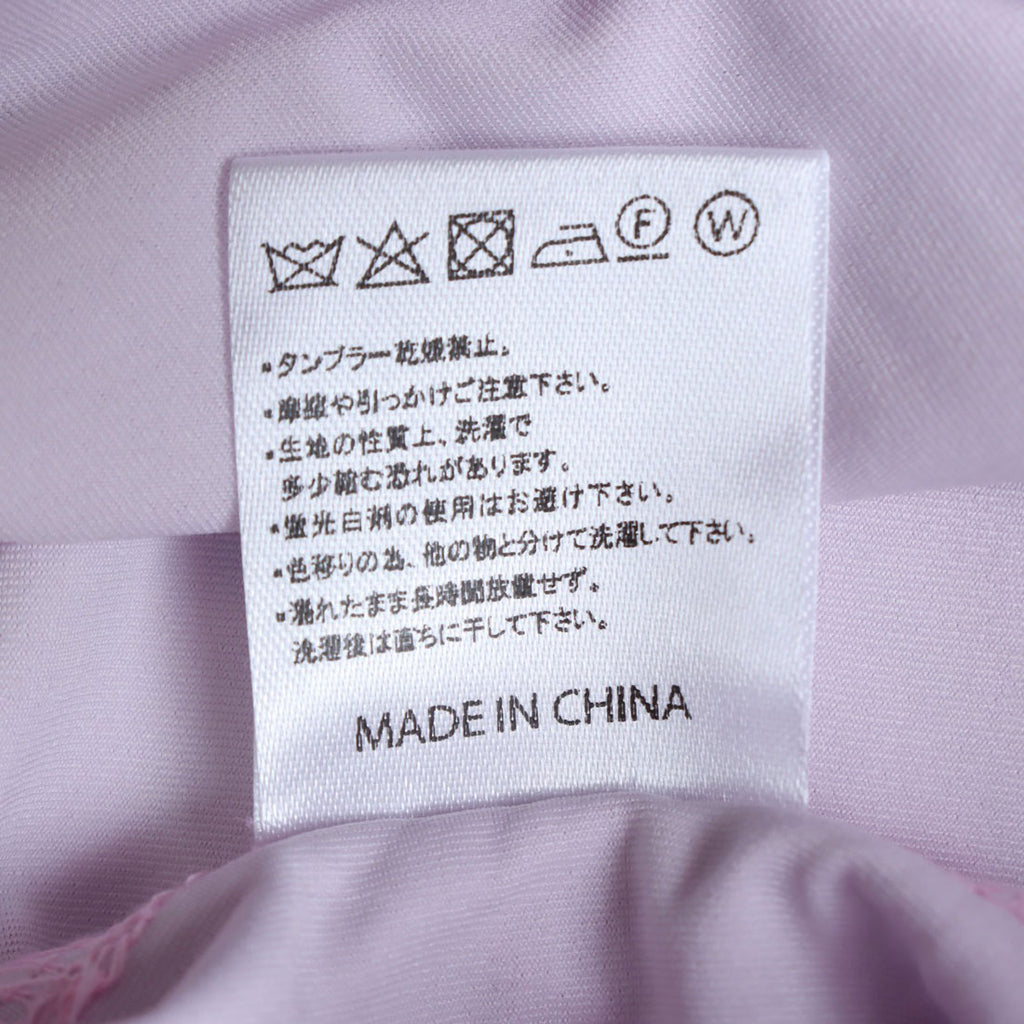 F W
・タンブラー乾燥禁止。
・摩擦や引っかけご注意下さい。
・生地の性質上、洗濯で
多少縮む恐れがあります。
・蛍光白剤の使用はお避け下さい。
・色移りの為、他の物と分けて洗濯して下さい。
・濡れたまま長時間放置せず。
洗濯後は直ちに干して下さい。
MADE IN CHINA